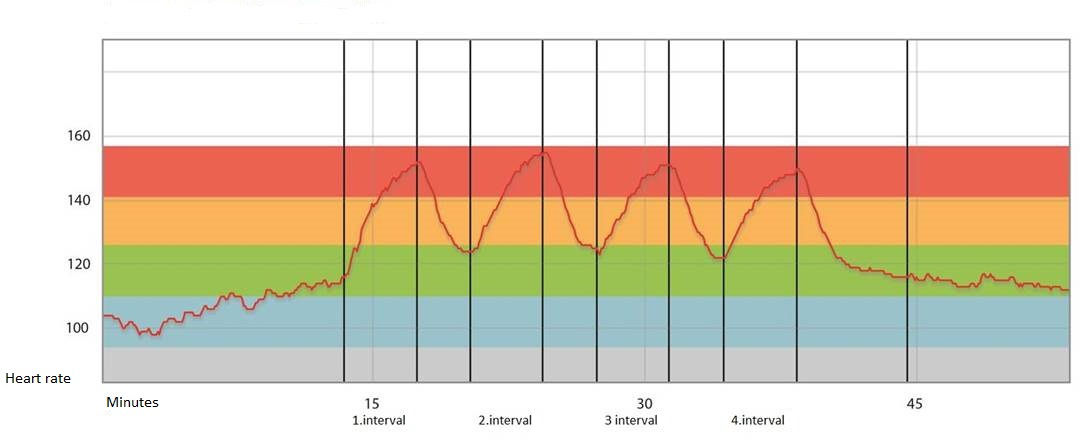 160
140
120
100
Heart rate
Minutes 15 30 45
1.interval 2.interval 3 interval 4.interval